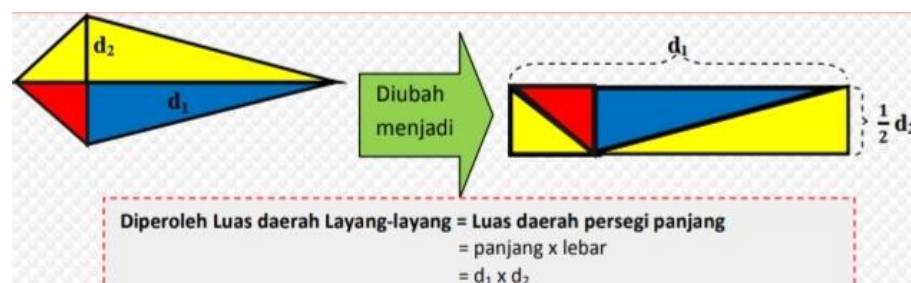 d₂
d₁
Diubah
menjadi
d₁
½ d₂
Diperoleh Luas daerah Layang-layang = Luas daerah persegi panjang
= panjang x lebar
= d₁ x d₂